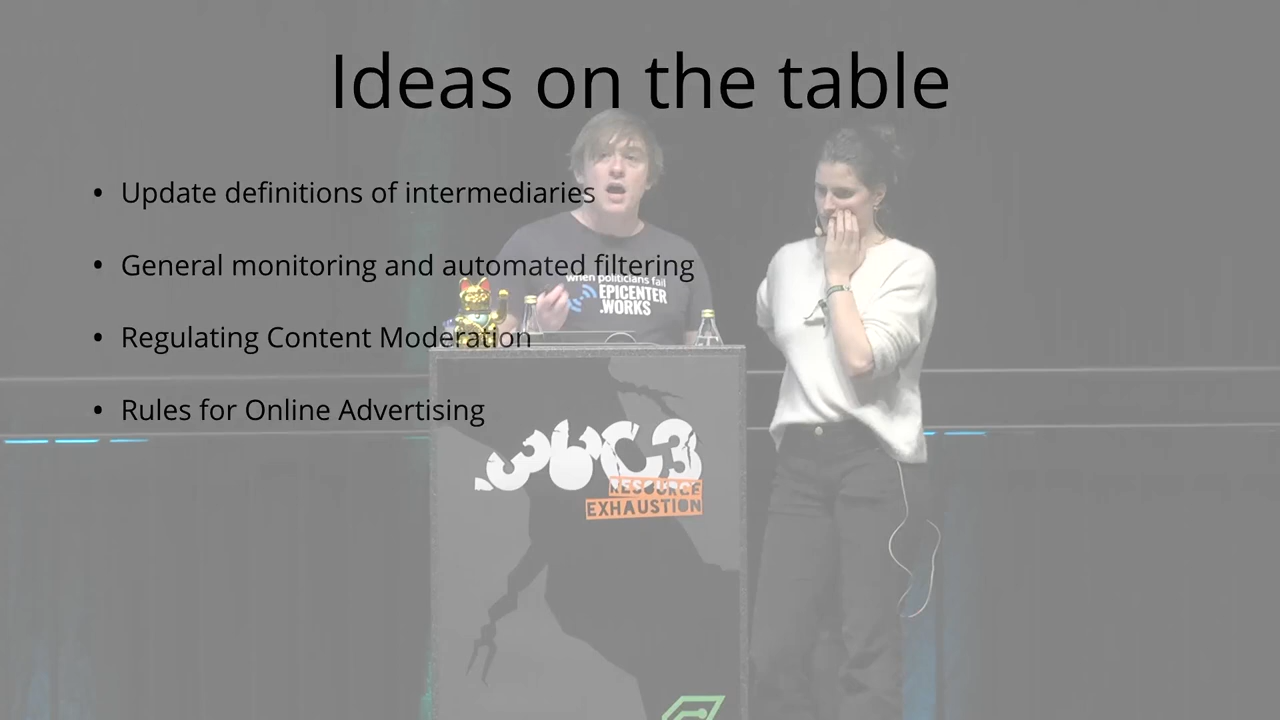 Ideas on the table
• Update definitions of intermediaries
• General monitoring and automated filtering
• Regulating Content Moderation
• Rules for Online Advertising
when politicians fail
EPICENTER
.WORKS
36C3
RESOURCE
EXHAUSTION